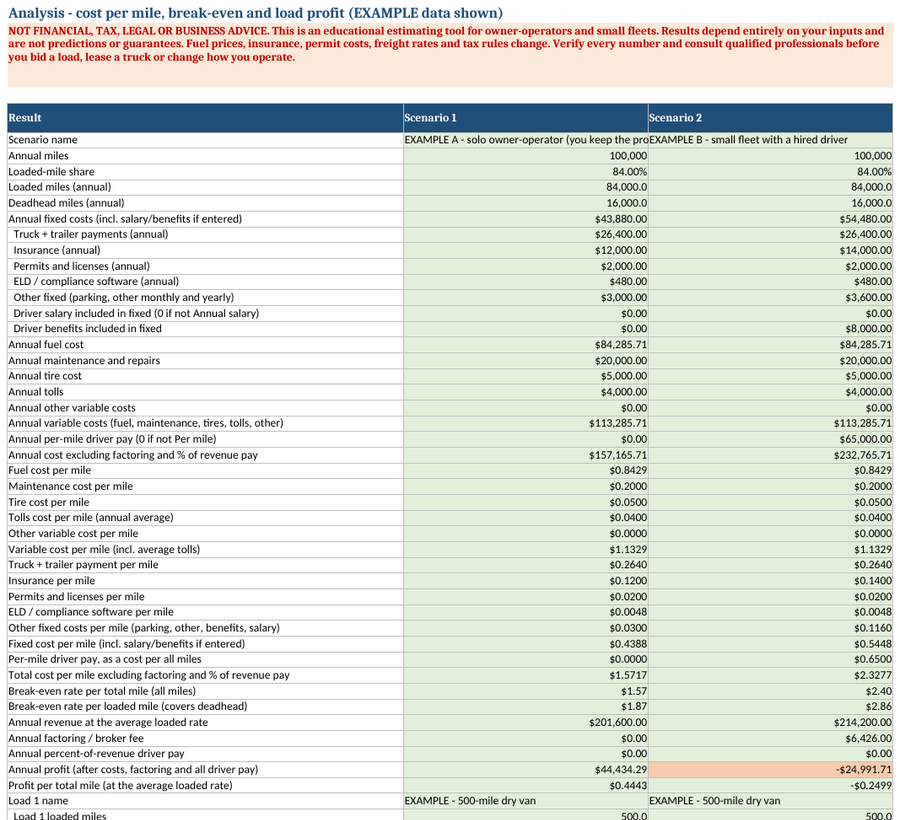 Analysis - cost per mile, break-even and load profit (EXAMPLE data shown)
NOT FINANCIAL, TAX, LEGAL OR BUSINESS ADVICE. This is an educational estimating tool for owner-operators and small fleets. Results depend entirely on your inputs and
are not predictions or guarantees. Fuel prices, insurance, permit costs, freight rates and tax rules change. Verify every number and consult qualified professionals before
you bid a load, lease a truck or change how you operate.
Result Scenario 1 Scenario 2
Scenario name EXAMPLE A - solo owner-operator (you keep the pro EXAMPLE B - small fleet with a hired driver
Annual miles 100,000 100,000
Loaded-mile share 84.00% 84.00%
Loaded miles (annual) 84,000.0 84,000.0
Deadhead miles (annual) 16,000.0 16,000.0
Annual fixed costs (incl. salary/benefits if entered) $43,880.00 $54,480.00
Truck + trailer payments (annual) $26,400.00 $26,400.00
Insurance (annual) $12,000.00 $14,000.00
Permits and licenses (annual) $2,000.00 $2,000.00
ELD / compliance software (annual) $480.00 $480.00
Other fixed (parking, other monthly and yearly) $3,000.00 $3,600.00
Driver salary included in fixed (0 if not Annual salary) $0.00 $0.00
Driver benefits included in fixed $0.00 $8,000.00
Annual fuel cost $84,285.71 $84,285.71
Annual maintenance and repairs $20,000.00 $20,000.00
Annual tire cost $5,000.00 $5,000.00
Annual tolls $4,000.00 $4,000.00
Annual other variable costs $0.00 $0.00
Annual variable costs (fuel, maintenance, tires, tolls, other) $113,285.71 $113,285.71
Annual per-mile driver pay (0 if not Per mile) $0.00 $65,000.00
Annual cost excluding factoring and % of revenue pay $157,165.71 $232,765.71
Fuel cost per mile $0.8429 $0.8429
Maintenance cost per mile $0.2000 $0.2000
Tire cost per mile $0.0500 $0.0500
Tolls cost per mile (annual average) $0.0400 $0.0400
Other variable cost per mile $0.0000 $0.0000
Variable cost per mile (incl. average tolls) $1.1329 $1.1329
Truck + trailer payment per mile $0.2640 $0.2640
Insurance per mile $0.1200 $0.1400
Permits and licenses per mile $0.0200 $0.0200
ELD / compliance software per mile $0.0048 $0.0048
Other fixed costs per mile (parking, other, benefits, salary) $0.0300 $0.1160
Fixed cost per mile (incl. salary/benefits if entered) $0.4388 $0.5448
Per-mile driver pay, as a cost per all miles $0.0000 $0.6500
Total cost per mile excluding factoring and % of revenue pay $1.5717 $2.3277
Break-even rate per total mile (all miles) $1.57 $2.40
Break-even rate per loaded mile (covers deadhead) $1.87 $2.86
Annual revenue at the average loaded rate $201,600.00 $214,200.00
Annual factoring / broker fee $0.00 $6,426.00
Annual percent-of-revenue driver pay $0.00 $0.00
Annual profit (after costs, factoring and all driver pay) $44,434.29 -$24,991.71
Profit per total mile (at the average loaded rate) $0.4443 -$0.2499
Load 1 name EXAMPLE - 500-mile dry van EXAMPLE - 500-mile dry van
Load 1 loaded miles 500.0 500.0